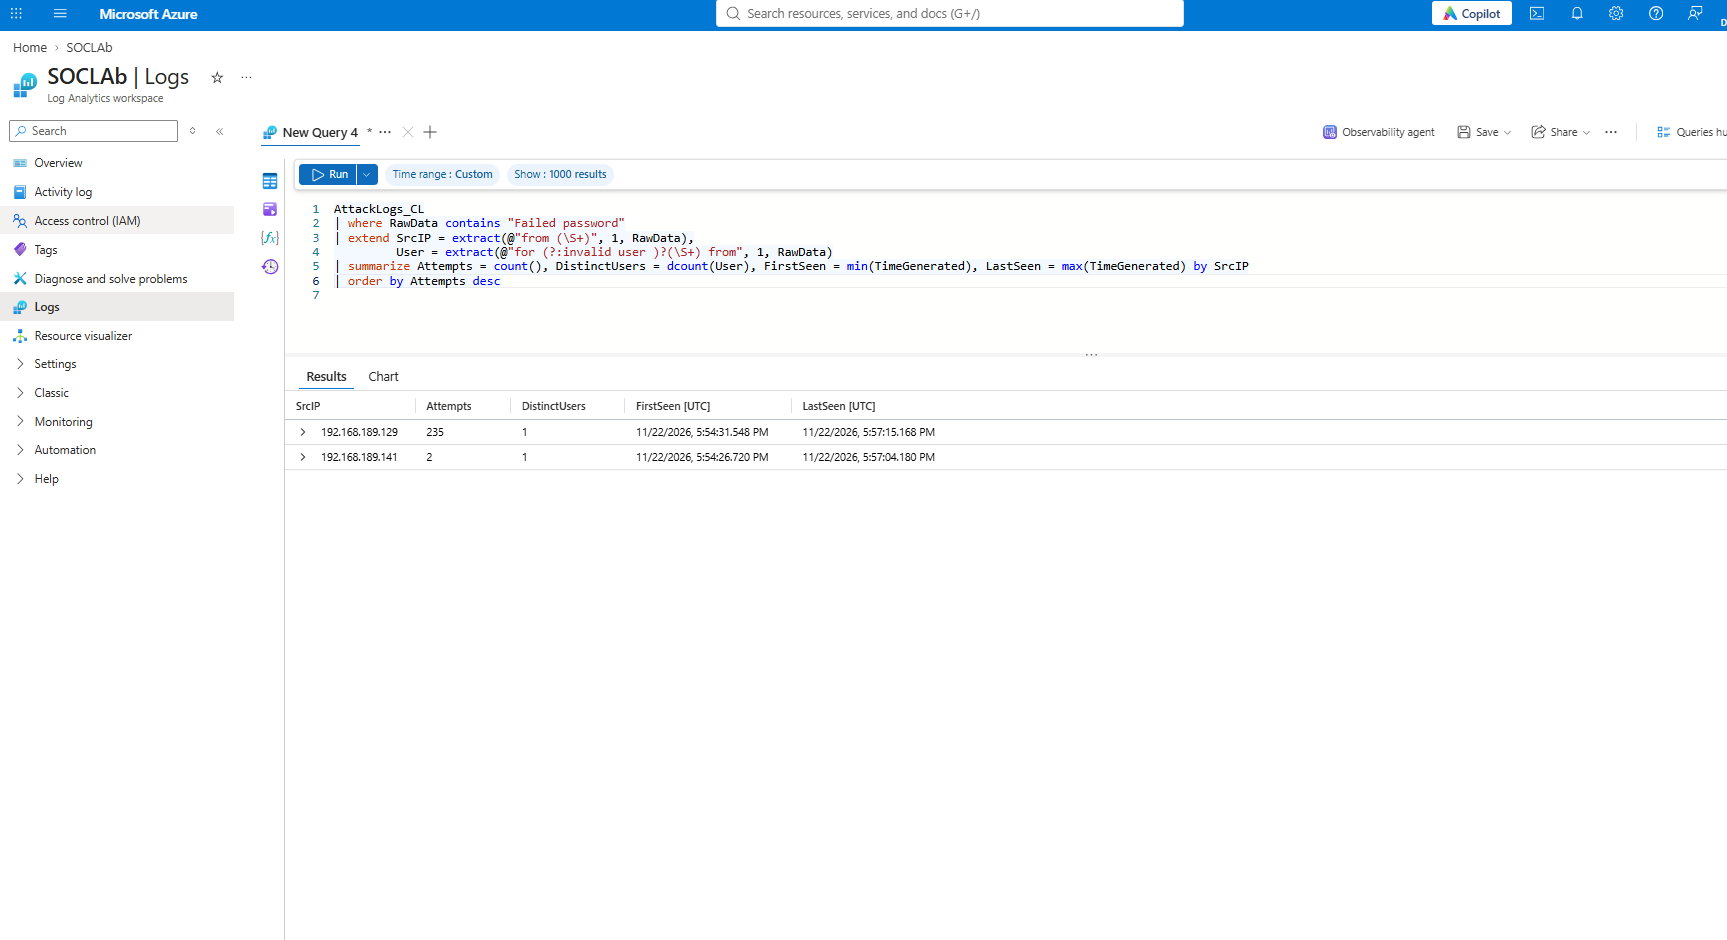 Microsoft Azure
Search resources, services, and docs (G+/)
Copilot
Home > SOCLAb
SOCLAb | Logs
Log Analytics workspace
Search
Overview
Activity log
Access control (IAM)
Tags
Diagnose and solve problems
Logs
Resource visualizer
Settings
Classic
Monitoring
Automation
Help
New Query 4 *
Observability agent
Save
Share
Queries hu
Run
Time range : Custom
Show : 1000 results
1 AttackLogs_CL
2 | where RawData contains "Failed password"
3 | extend SrcIP = extract(@"from (\S+)", 1, RawData),
4 User = extract(@"for (?:invalid user )?(\S+) from", 1, RawData)
5 | summarize Attempts = count(), DistinctUsers = dcount(User), FirstSeen = min(TimeGenerated), LastSeen = max(TimeGenerated) by SrcIP
6 | order by Attempts desc
7
Results Chart
SrcIP Attempts DistinctUsers FirstSeen [UTC] LastSeen [UTC]
192.168.189.129 235 1 11/22/2026, 5:54:31.548 PM 11/22/2026, 5:57:15.168 PM
192.168.189.141 2 1 11/22/2026, 5:54:26.720 PM 11/22/2026, 5:57:04.180 PM